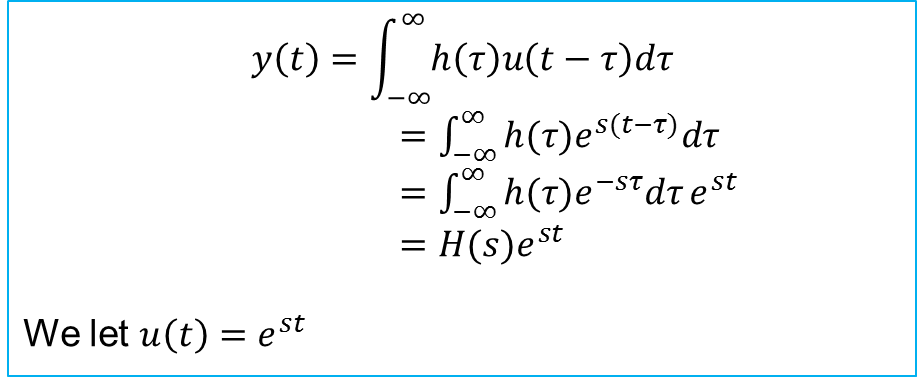 y(t) = ∫_{-∞}^{∞} h(τ)u(t − τ)dτ
= ∫_{-∞}^{∞} h(τ)e^{s(t−τ)}dτ
= ∫_{-∞}^{∞} h(τ)e^{−sτ}dτ e^{st}
= H(s)e^{st}
We let u(t) = e^{st}